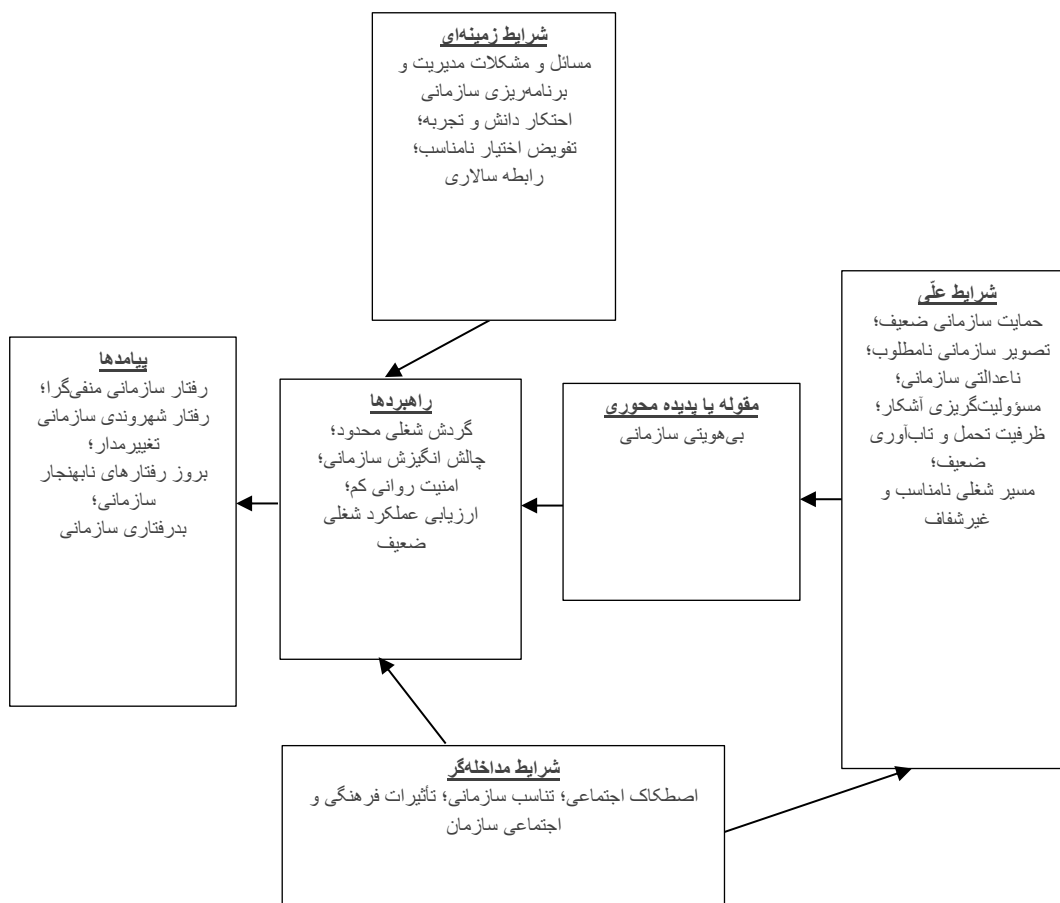 شرایط زمینه‌ای
مسائل و مشکلات مدیریت و
برنامه‌ریزی سازمانی
احتکار دانش و تجربه؛
تفویض اختیار نامناسب؛
رابطه سالاری
شرایط علّی
حمایت سازمانی ضعیف؛
تصویر سازمانی نامطلوب؛
ناعدالتی سازمانی؛
مسؤولیت‌گریزی آشکار؛
ظرفیت تحمل و تاب‌آوری
ضعیف؛
مسیر شغلی نامناسب و
غیرشفاف
مقوله یا پدیده محوری
بی‌هویتی سازمانی
راهبردها
گردش شغلی محدود؛
چالش انگیزش سازمانی؛
امنیت روانی کم؛
ارزیابی عملکرد شغلی
ضعیف
پیامدها
رفتار سازمانی منفی‌گرا؛
رفتار شهروندی سازمانی
تغییرمدار؛
بروز رفتارهای نابهنجار
سازمانی؛
بدرفتاری سازمانی
شرایط مداخله‌گر
اصطکاک اجتماعی؛ تناسب سازمانی؛ تأثیرات فرهنگی و
اجتماعی سازمان